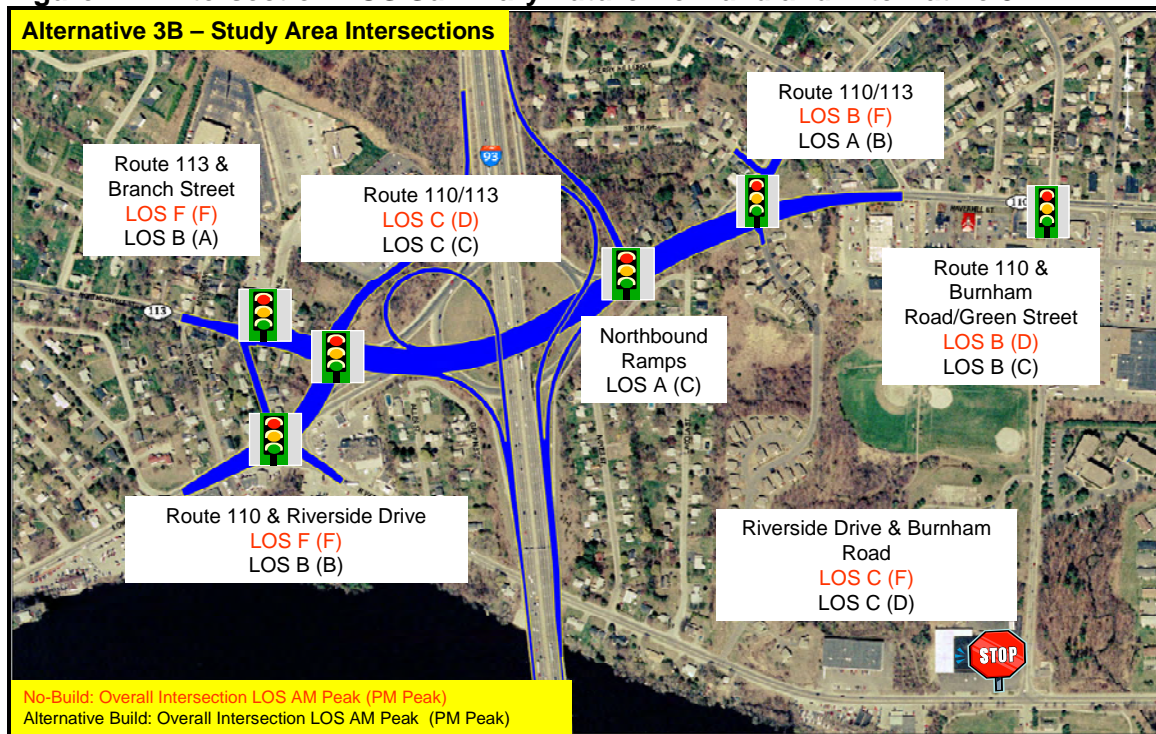 Alternative 3B – Study Area Intersections
Route 110/113
LOS B (F)
LOS A (B)
Route 113 &
Branch Street
LOS F (F)
LOS B (A)
Route 110/113
LOS C (D)
LOS C (C)
93
113
110
HAVERHILL ST
Northbound
Ramps
LOS A (C)
Route 110 &
Burnham
Road/Green Street
LOS B (D)
LOS B (C)
Route 110 & Riverside Drive
LOS F (F)
LOS B (B)
Riverside Drive & Burnham
Road
LOS C (F)
LOS C (D)
STOP
No-Build: Overall Intersection LOS AM Peak (PM Peak)
Alternative Build: Overall Intersection LOS AM Peak (PM Peak)